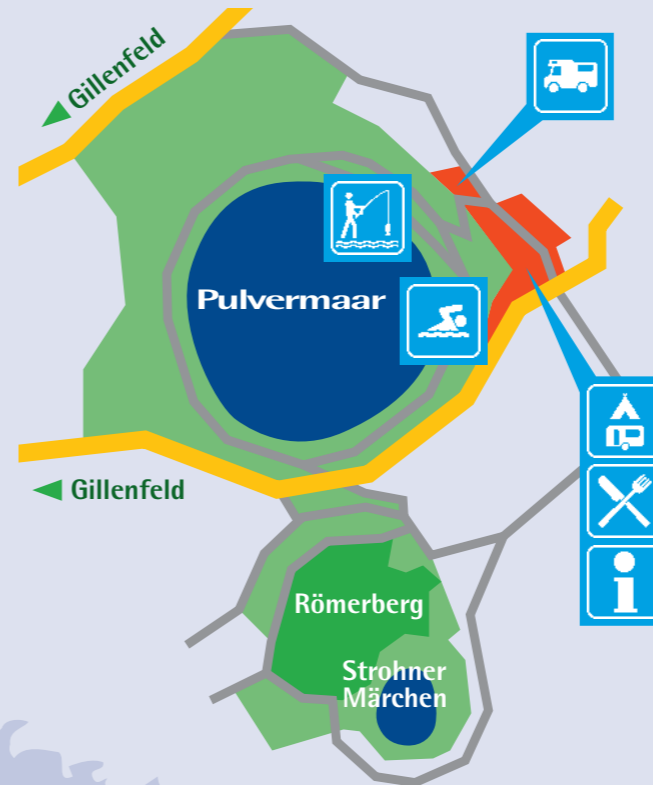 Gillenfeld
Pulvermaar
Gillenfeld
Römerberg
Strohner
Märchen